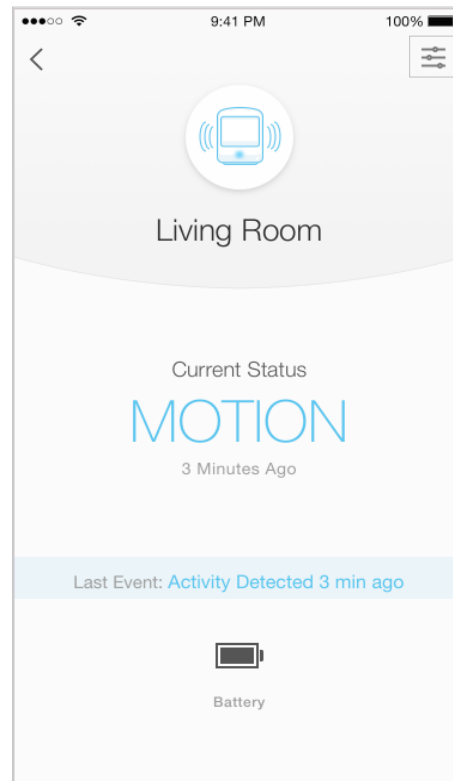 9:41 PM
100%
Living Room
Current Status
MOTION
3 Minutes Ago
Last Event: Activity Detected 3 min ago
Battery